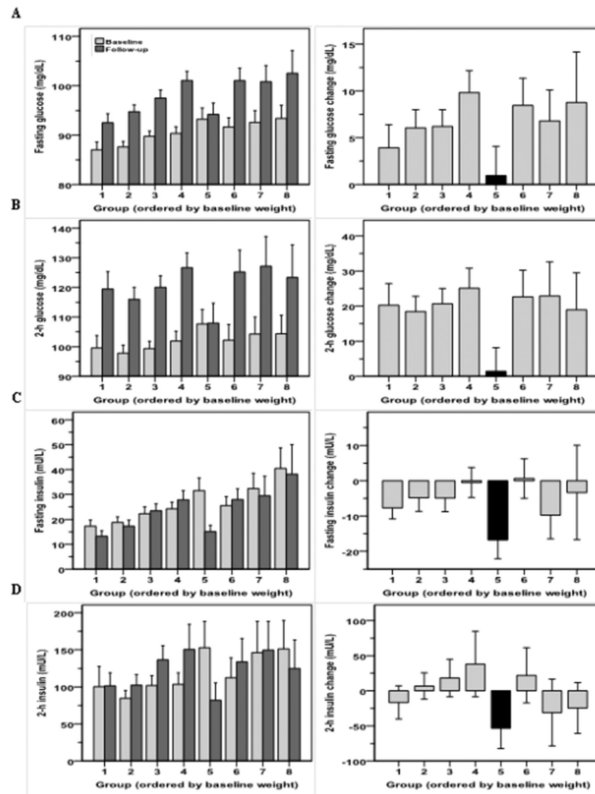 A
Fasting glucose (mg/dL)
110
100
90
80
Baseline
Follow-up
1 2 3 4 5 6 7 8
Group (ordered by baseline weight)
Fasting glucose change (mg/dL)
15
10
5
0
1 2 3 4 5 6 7 8
Group (ordered by baseline weight)
B
2-h glucose (mg/dL)
140
130
120
110
100
90
1 2 3 4 5 6 7 8
Group (ordered by baseline weight)
2-h glucose change (mg/dL)
40
30
20
10
0
1 2 3 4 5 6 7 8
Group (ordered by baseline weight)
C
Fasting insulin (mU/L)
60
50
40
30
20
10
0
1 2 3 4 5 6 7 8
Group (ordered by baseline weight)
Fasting insulin change (mU/L)
10
0
-10
-20
1 2 3 4 5 6 7 8
Group (ordered by baseline weight)
D
2-h insulin (mU/L)
200
150
100
50
0
1 2 3 4 5 6 7 8
Group (ordered by baseline weight)
2-h insulin change (mU/L)
100
50
0
-50
-100
1 2 3 4 5 6 7 8
Group (ordered by baseline weight)